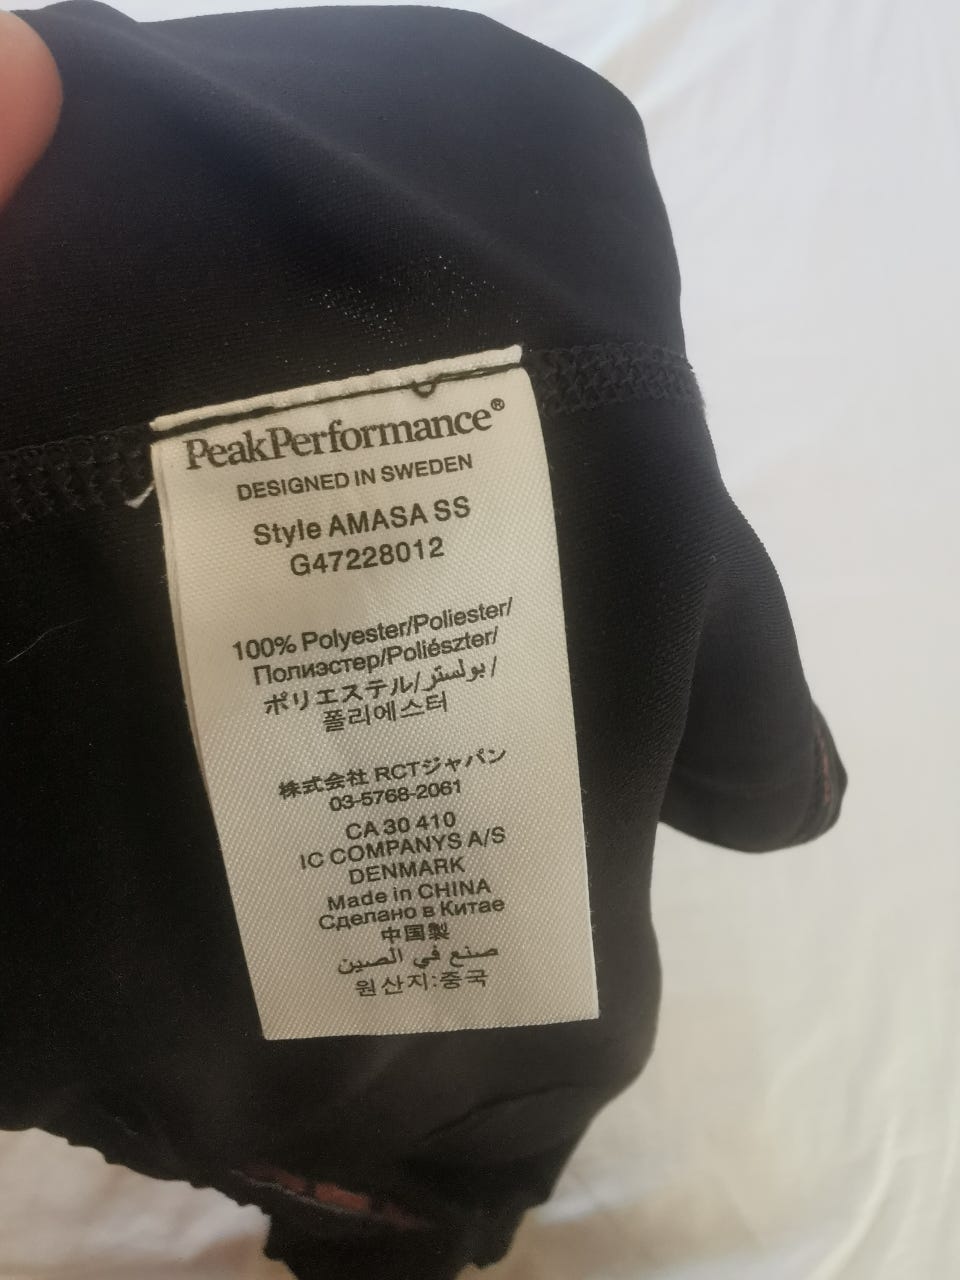 PeakPerformance®
DESIGNED IN SWEDEN
Style AMASA SS
G47228012
100% Polyester/Poliester/
Полиэстер/Poliészter/
ポリエステル/بولستر/
폴리에스터
株式会社 RCTジャパン
03-5768-2061
CA 30 410
IC COMPANYS A/S
DENMARK
Made in CHINA
Сделано в Китае
中国製
صنع في الصين
원산지:중국